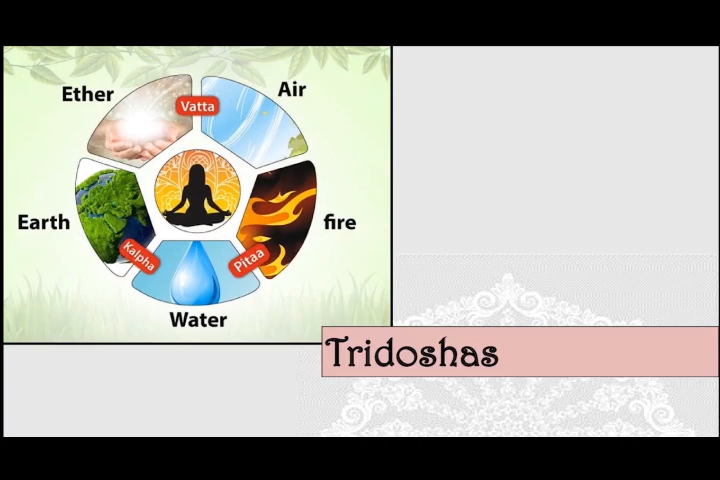 Ether
Air
Vatta
Earth
fire
Kalpha
Pitaa
Water
Tridoshas